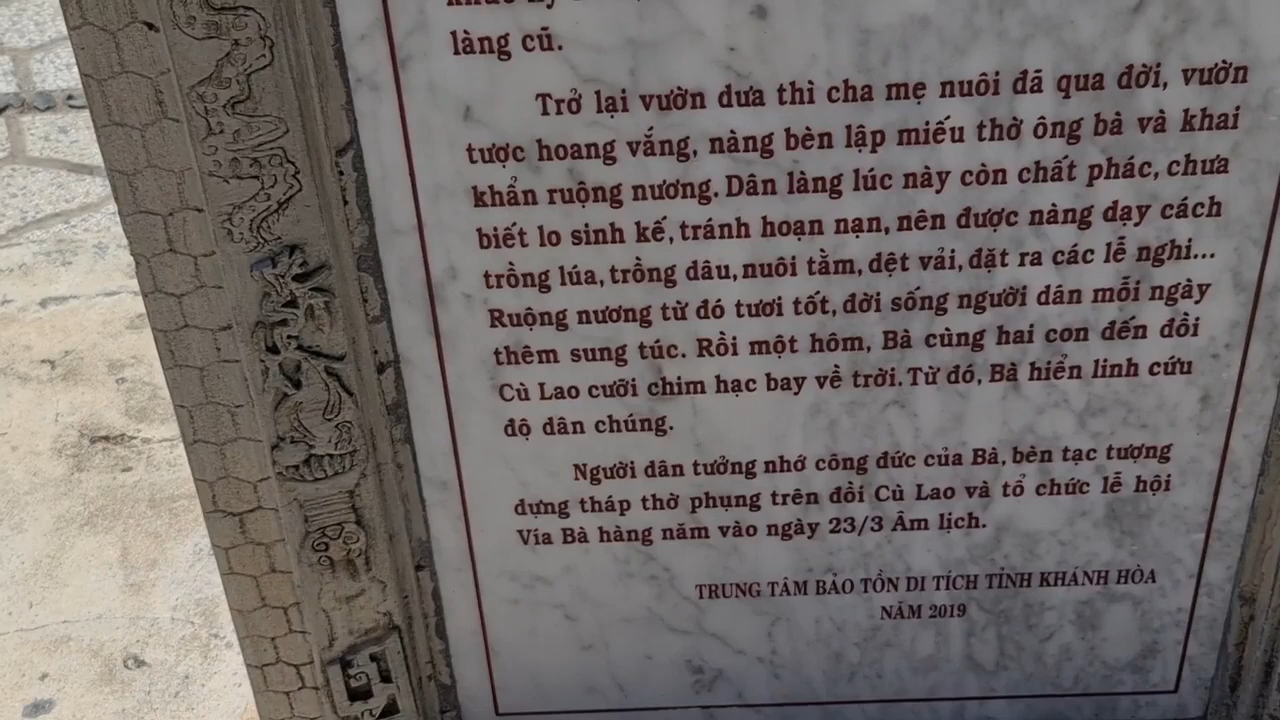 làng cũ.
Trở lại vườn dưa thì cha mẹ nuôi đã qua đời, vườn
tược hoang vắng, nàng bèn lập miếu thờ ông bà và khai
khẩn ruộng nương. Dân làng lúc này còn chất phác, chưa
biết lo sinh kế, tránh hoạn nạn, nên được nàng dạy cách
trồng lúa, trồng dâu, nuôi tằm, dệt vải, đặt ra các lễ nghi...
Ruộng nương từ đó tươi tốt, đời sống người dân mỗi ngày
thêm sung túc. Rồi một hôm, Bà cùng hai con đến đồi
Cù Lao cưỡi chim hạc bay về trời. Từ đó, Bà hiển linh cứu
độ dân chúng.
Người dân tưởng nhớ công đức của Bà, bèn tạc tượng
dựng tháp thờ phụng trên đồi Cù Lao và tổ chức lễ hội
Vía Bà hàng năm vào ngày 23/3 Âm lịch.
TRUNG TÂM BẢO TỒN DI TÍCH TỈNH KHÁNH HÒA
NĂM 2019